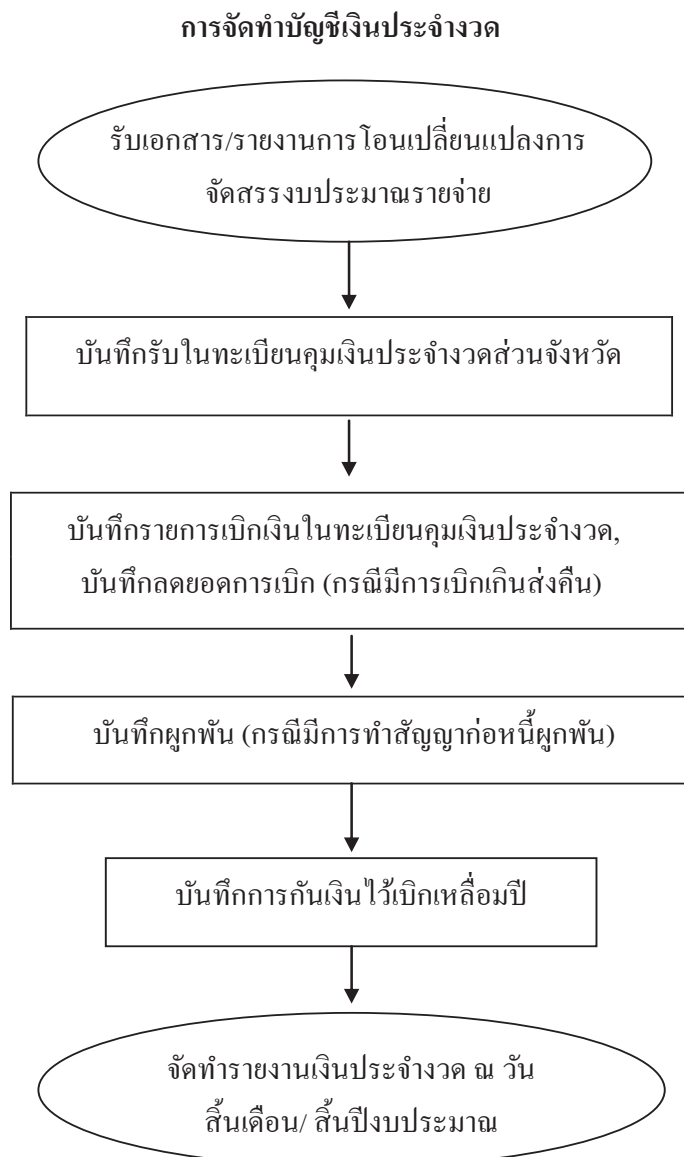 การจัดทำบัญชีเงินประจำงวด
รับเอกสาร/รายงานการโอนเปลี่ยนแปลงการ
จัดสรรงบประมาณรายจ่าย
บันทึกรับในทะเบียนคุมเงินประจำงวดส่วนจังหวัด
บันทึกรายการเบิกเงินในทะเบียนคุมเงินประจำงวด,
บันทึกลดยอดการเบิก (กรณีมีการเบิกเกินส่งคืน)
บันทึกผูกพัน (กรณีมีการทำสัญญาก่อหนี้ผูกพัน)
บันทึกการกันเงินไว้เบิกเหลื่อมปี
จัดทำรายงานเงินประจำงวด ณ วัน
สิ้นเดือน/ สิ้นปีงบประมาณ